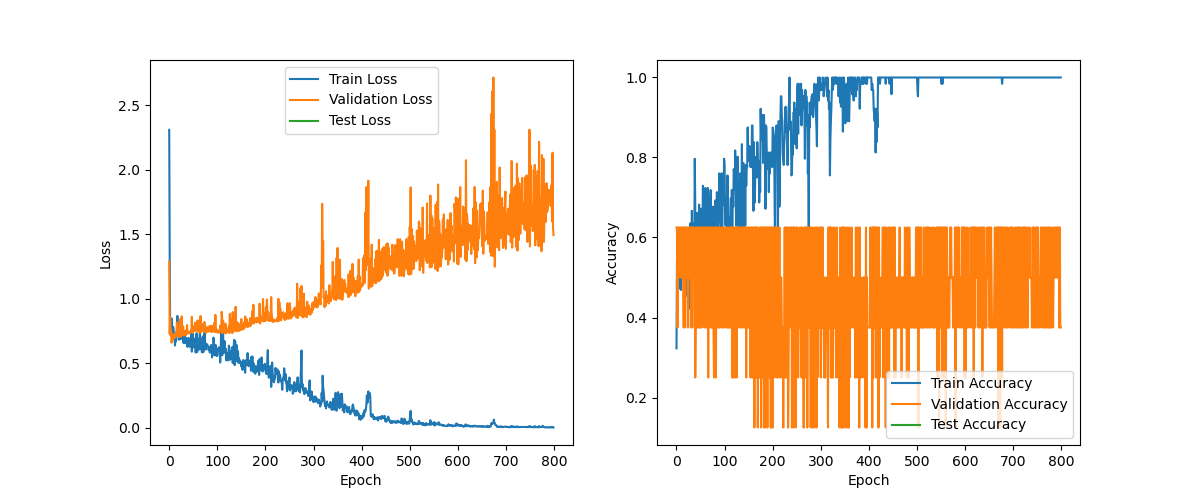 Train Loss
Validation Loss
Test Loss
2.5
2.0
1.5
1.0
0.5
0.0
Loss
0 100 200 300 400 500 600 700 800
Epoch
1.0
0.8
0.6
0.4
0.2
Accuracy
Train Accuracy
Validation Accuracy
Test Accuracy
0 100 200 300 400 500 600 700 800
Epoch